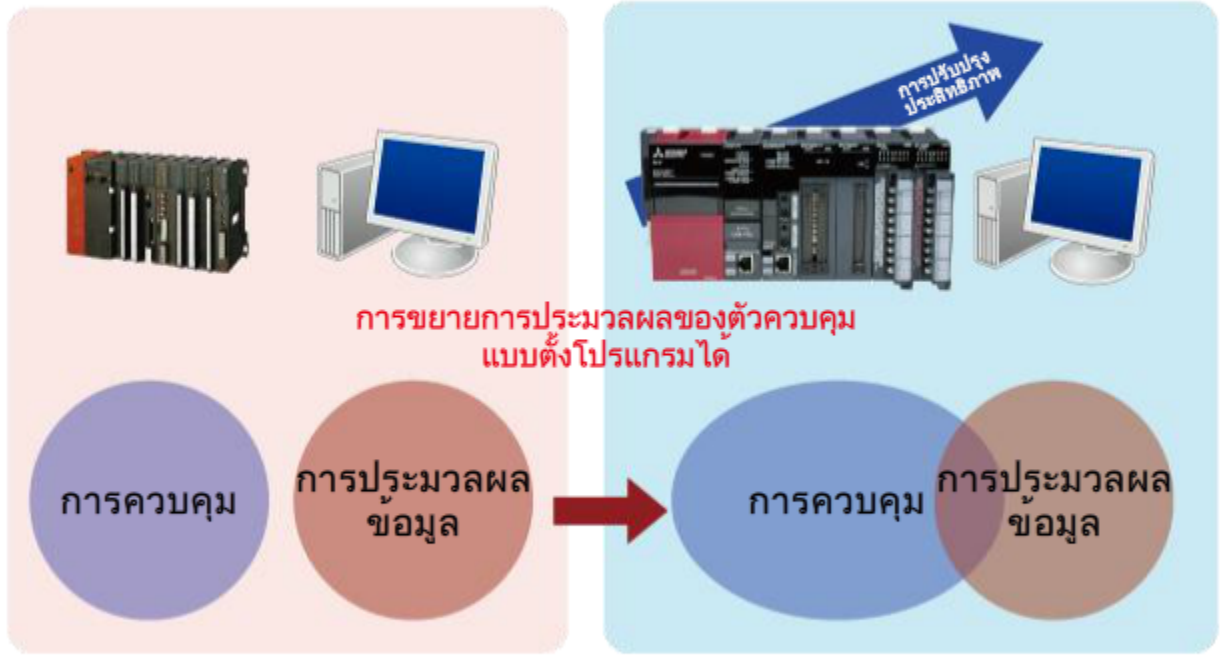 การปรับปรุง
ประสิทธิภาพ
การขยายการประมวลผลของตัวควบคุม
แบบตั้งโปรแกรมได้
การควบคุม
การประมวลผล
ข้อมูล
การควบคุม
การประมวลผล
ข้อมูล